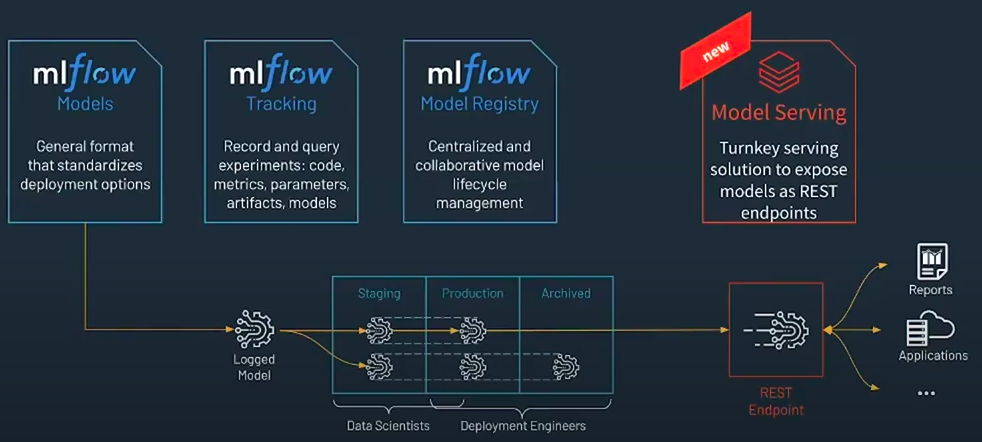 mlflow
Models
General format
that standardizes
deployment options
mlflow
Tracking
Record and query
experiments: code,
metrics, parameters,
artifacts, models
mlflow
Model Registry
Centralized and
collaborative model
lifecycle
management
new
Model Serving
Turnkey serving
solution to expose
models as REST
endpoints
Staging
Production
Archived
Logged
Model
Data Scientists
Deployment Engineers
REST
Endpoint
Reports
Applications
...